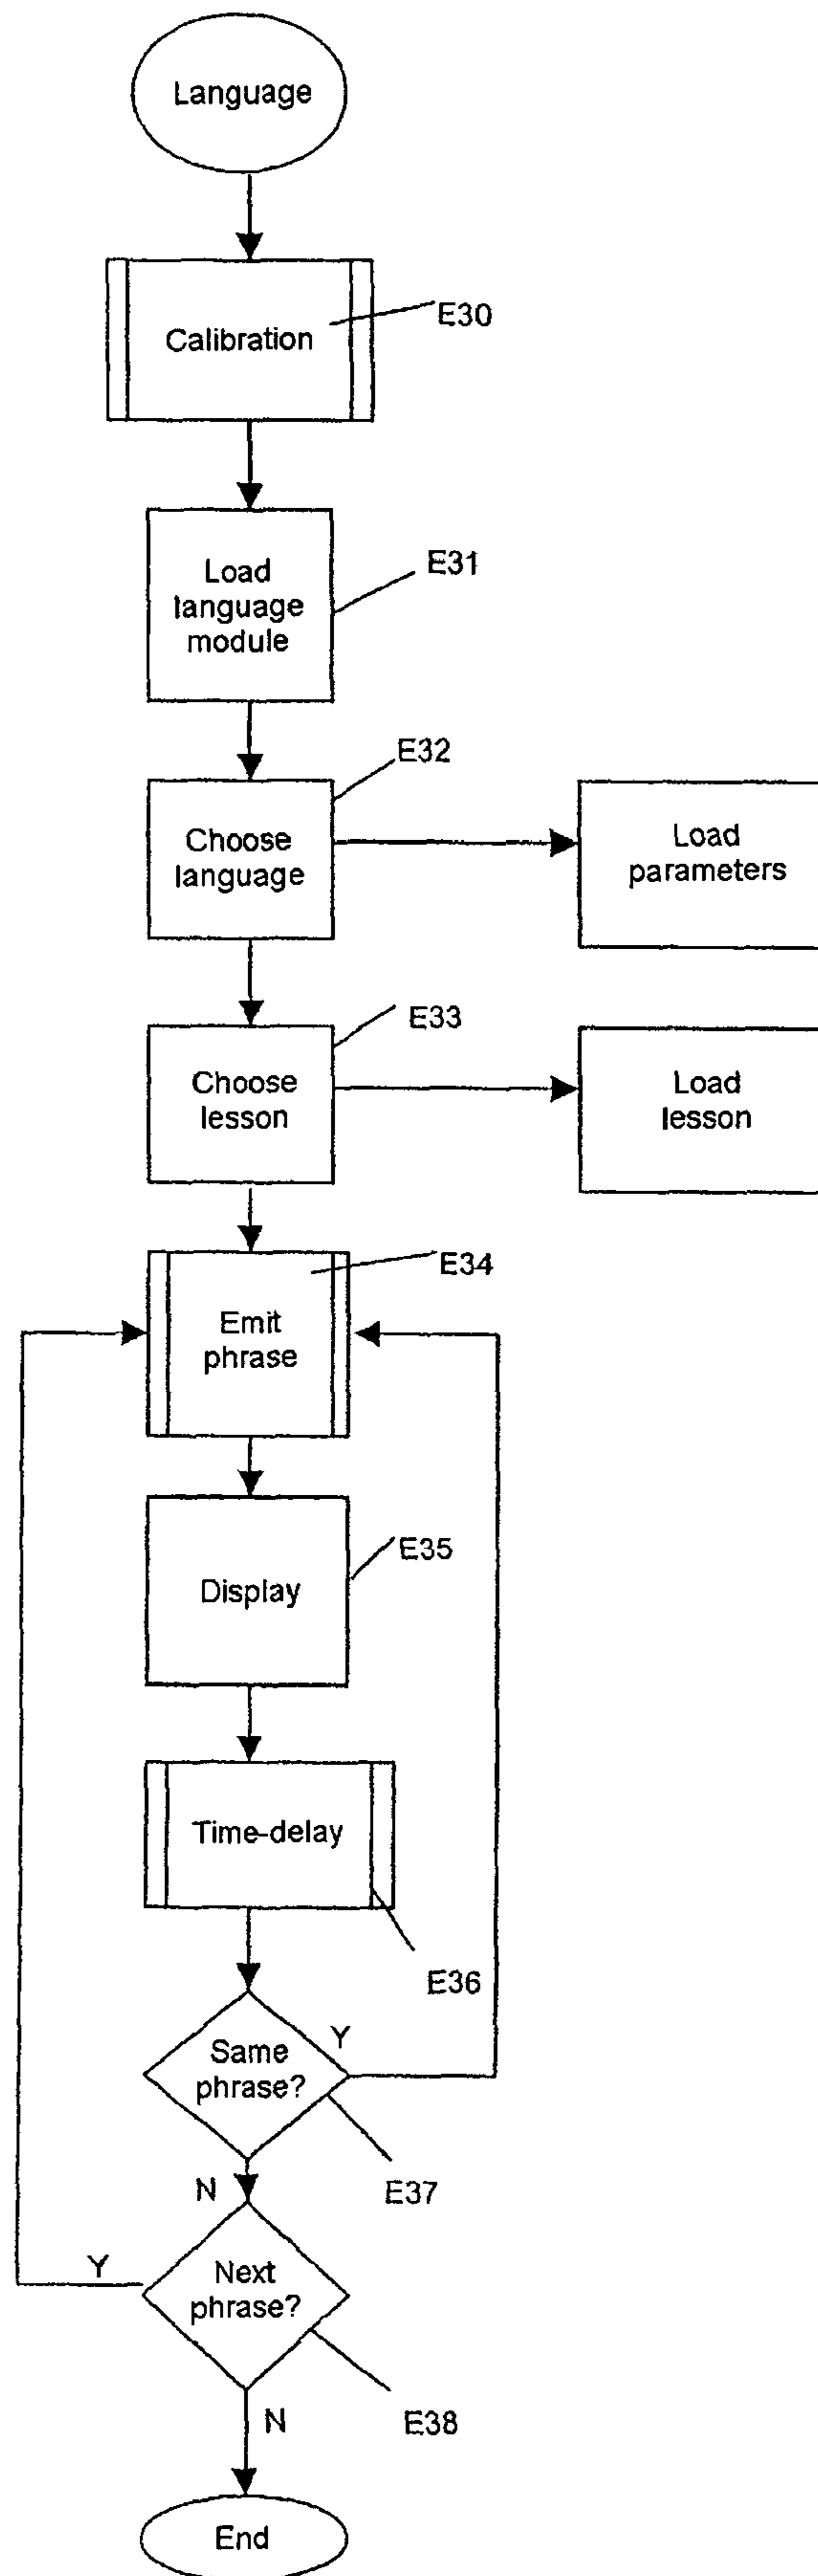 Language
Calibration
E30
Load
language
module
E31
E32
Choose
language
Load
parameters
E33
Choose
lesson
Load
lesson
E34
Emit
phrase
E35
Display
Time-delay
E36
Same
phrase?
Y
E37
N
Next
phrase?
Y
E38
N
End